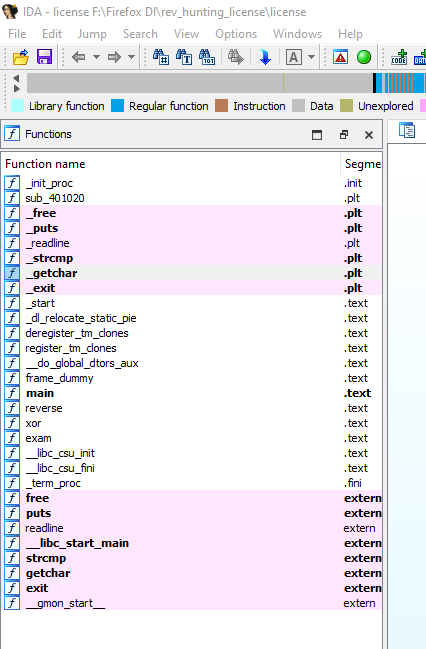 IDA - license F:\Firefox Dl\rev_hunting_license\license
File Edit Jump Search View Options Windows Help
Library function Regular function Instruction Data Unexplored
Functions
Function name Segme
_init_proc .init
sub_401020 .plt
_free .plt
_puts .plt
_readline .plt
_strcmp .plt
_getchar .plt
_exit .plt
_start .text
_dl_relocate_static_pie .text
deregister_tm_clones .text
register_tm_clones .text
__do_global_dtors_aux .text
frame_dummy .text
main .text
reverse .text
xor .text
exam .text
__libc_csu_init .text
__libc_csu_fini .text
_term_proc .fini
free extern
puts extern
readline extern
__libc_start_main extern
strcmp extern
getchar extern
exit extern
__gmon_start__ extern